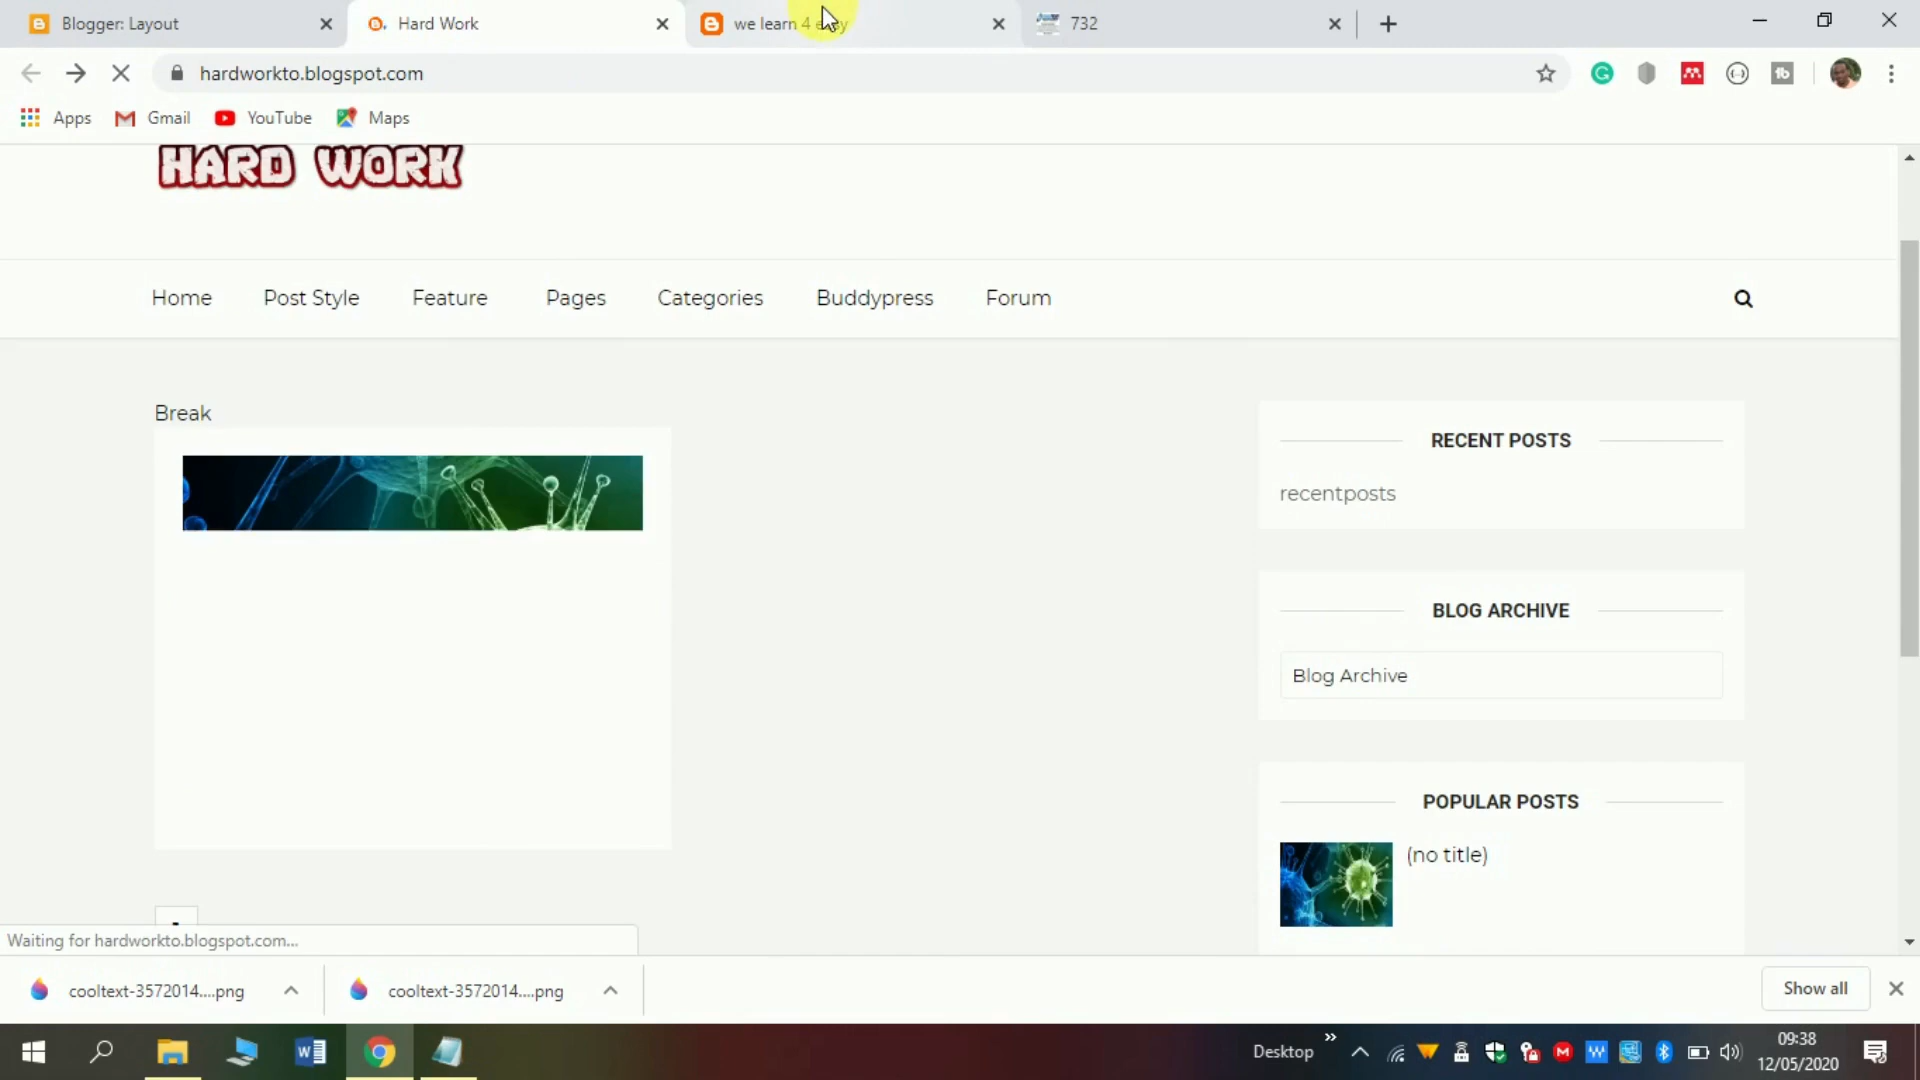 Blogger: Layout
Hard Work
we learn 4 easy
732
hardworkto.blogspot.com
Apps
Gmail
YouTube
Maps
HARD WORK
Home
Post Style
Feature
Pages
Categories
Buddypress
Forum
Break
RECENT POSTS
recentposts
BLOG ARCHIVE
Blog Archive
POPULAR POSTS
(no title)
Waiting for hardworkto.blogspot.com...
cooltext-3572014....png
cooltext-3572014....png
Show all
Desktop
09:38
12/05/2020